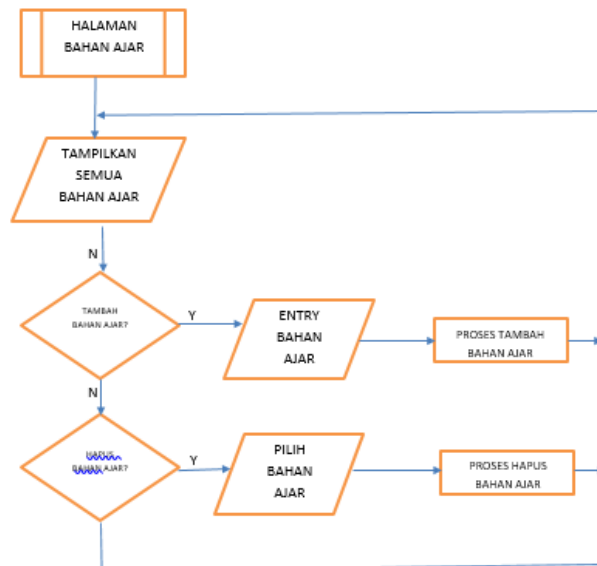 HALAMAN
BAHAN AJAR
TAMPILKAN
SEMUA
BAHAN AJAR
N
TAMBAH
BAHAN AJAR?
Y
ENTRY
BAHAN
AJAR
PROSES TAMBAH
BAHAN AJAR
N
HAPUS
BAHAN AJAR?
Y
PILIH
BAHAN
AJAR
PROSES HAPUS
BAHAN AJAR